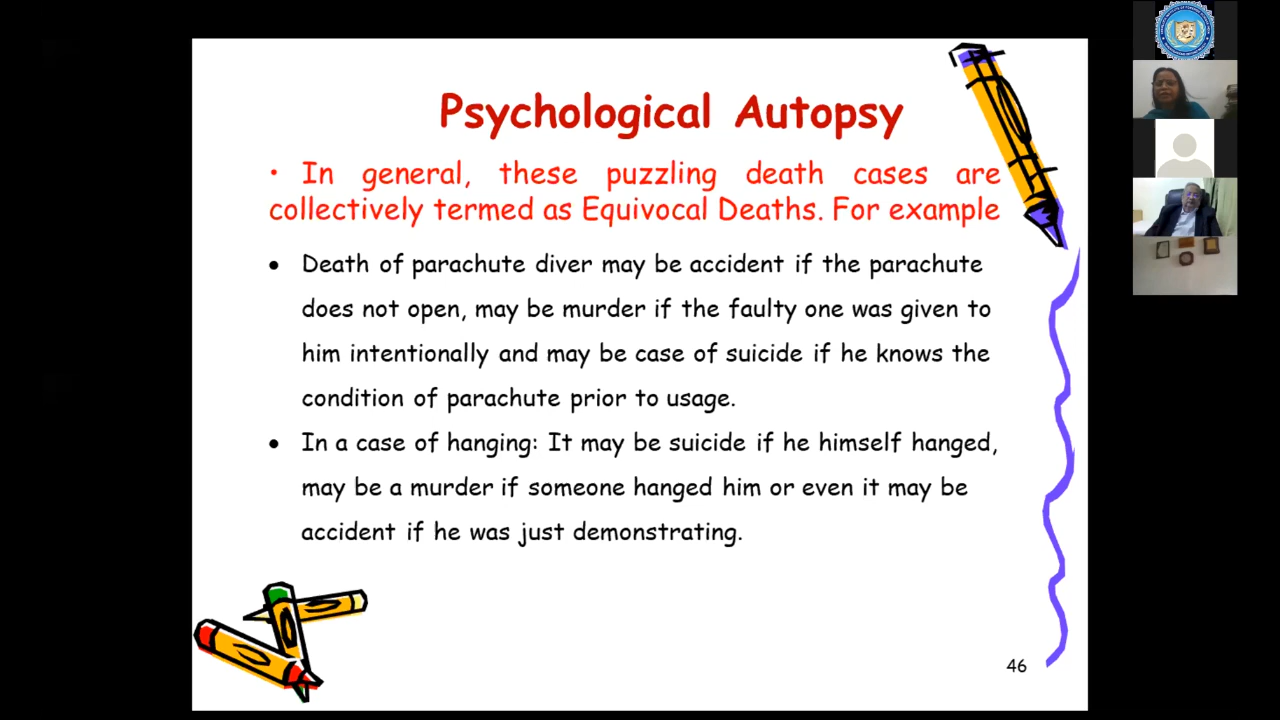 Psychological Autopsy
• In general, these puzzling death cases are
collectively termed as Equivocal Deaths. For example
• Death of parachute diver may be accident if the parachute
does not open, may be murder if the faulty one was given to
him intentionally and may be case of suicide if he knows the
condition of parachute prior to usage.
• In a case of hanging: It may be suicide if he himself hanged,
may be a murder if someone hanged him or even it may be
accident if he was just demonstrating.
46